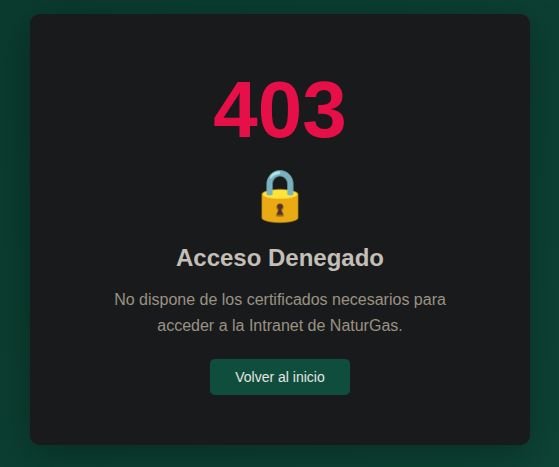 403
Acceso Denegado
No dispone de los certificados necesarios para
acceder a la Intranet de NaturGas.
Volver al inicio